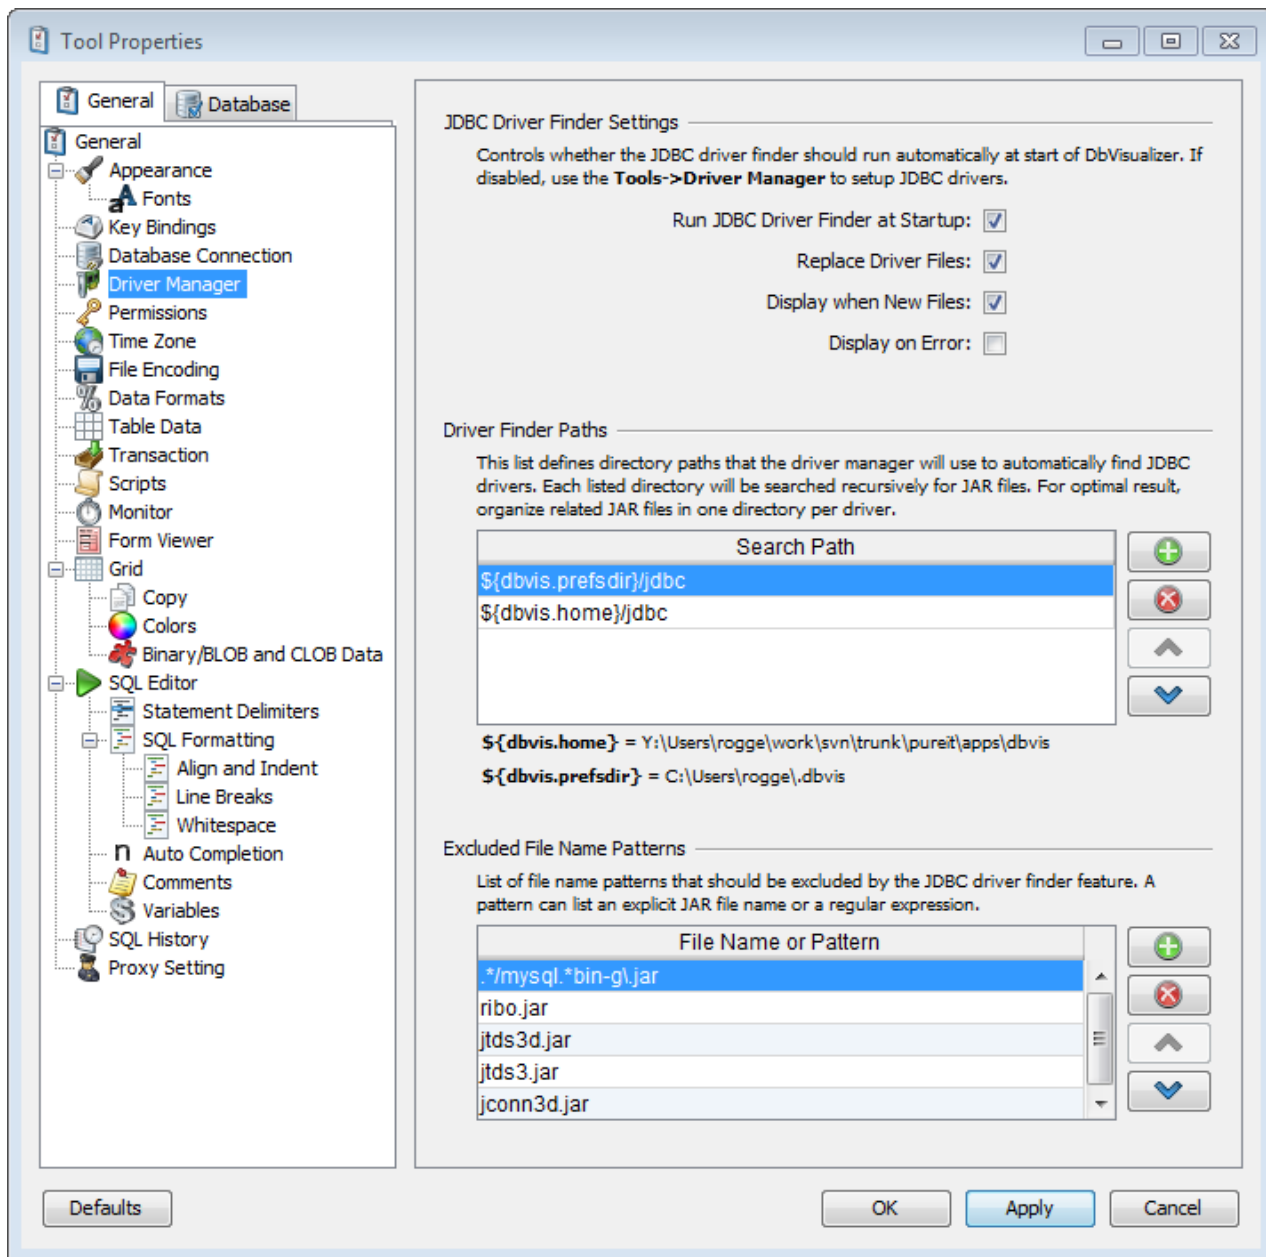 Tool Properties
General
Database
General
Appearance
Fonts
Key Bindings
Database Connection
Driver Manager
Permissions
Time Zone
File Encoding
Data Formats
Table Data
Transaction
Scripts
Monitor
Form Viewer
Grid
Copy
Colors
Binary/BLOB and CLOB Data
SQL Editor
Statement Delimiters
SQL Formatting
Align and Indent
Line Breaks
Whitespace
Auto Completion
Comments
Variables
SQL History
Proxy Setting
JDBC Driver Finder Settings
Controls whether the JDBC driver finder should run automatically at start of DbVisualizer. If
disabled, use the Tools->Driver Manager to setup JDBC drivers.
Run JDBC Driver Finder at Startup:
Replace Driver Files:
Display when New Files:
Display on Error:
Driver Finder Paths
This list defines directory paths that the driver manager will use to automatically find JDBC
drivers. Each listed directory will be searched recursively for JAR files. For optimal result,
organize related JAR files in one directory per driver.
Search Path
${dbvis.prefsdir}/jdbc
${dbvis.home}/jdbc
${dbvis.home} = Y:\Users\rogge\work\svn\trunk\pureit\apps\dbvis
${dbvis.prefsdir} = C:\Users\rogge\.dbvis
Excluded File Name Patterns
List of file name patterns that should be excluded by the JDBC driver finder feature. A
pattern can list an explicit JAR file name or a regular expression.
File Name or Pattern
.*/mysql.*bin-g\.jar
ribo.jar
jtds3d.jar
jtds3.jar
jconn3d.jar
Defaults
OK
Apply
Cancel